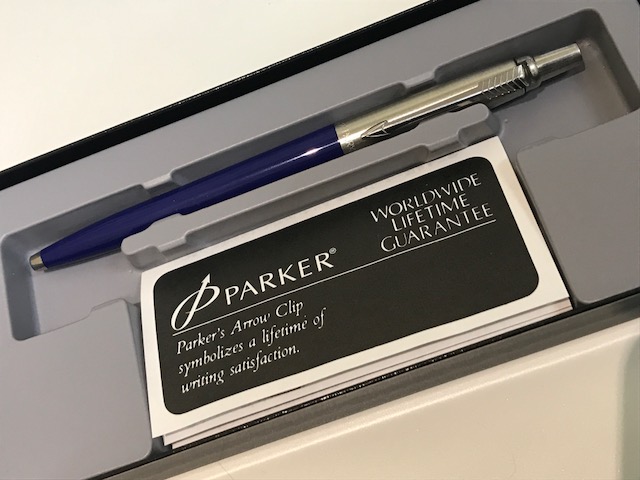 PARKER®
WORLDWIDE
LIFETIME
GUARANTEE
Parker's Arrow Clip
symbolizes a lifetime of
writing satisfaction.